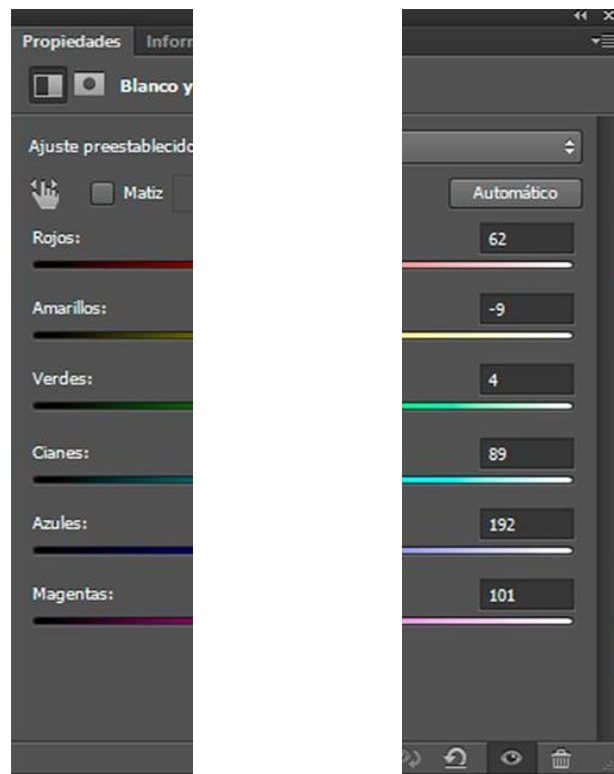 Propiedades Inforr
Blanco y
Ajuste preestablecido
Matiz Automático
Rojos: 62
Amarillos: -9
Verdes: 4
Cianes: 89
Azules: 192
Magentas: 101